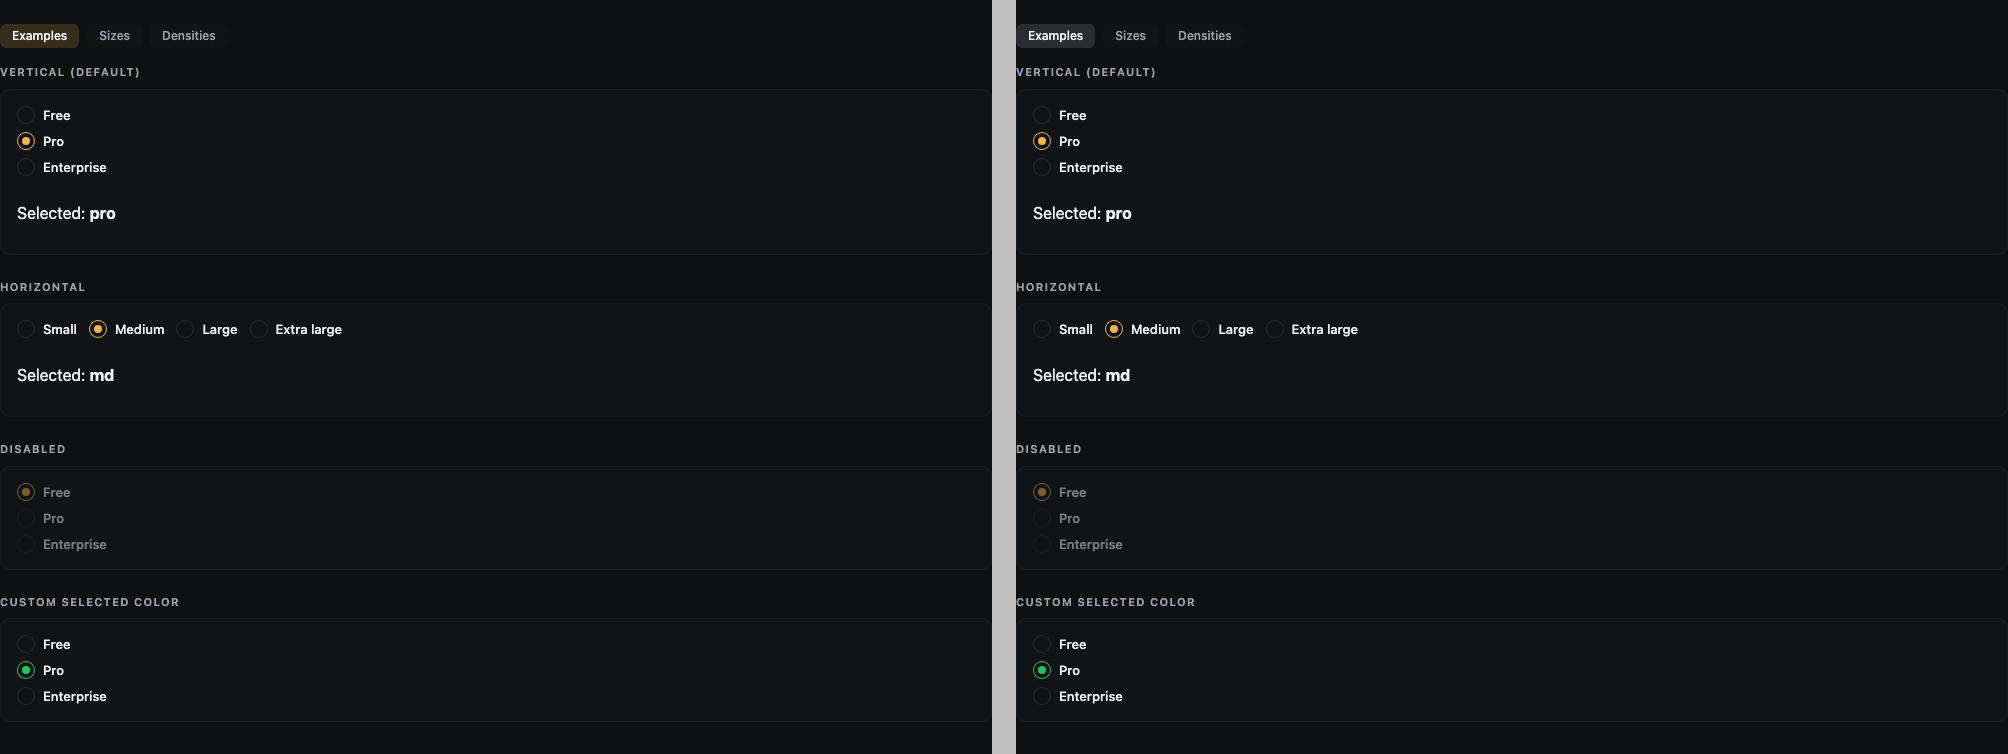 Examples Sizes Densities
VERTICAL (DEFAULT)
Free
Pro
Enterprise
Selected: pro
HORIZONTAL
Small Medium Large Extra large
Selected: md
DISABLED
Free
Pro
Enterprise
CUSTOM SELECTED COLOR
Free
Pro
Enterprise
Examples Sizes Densities
VERTICAL (DEFAULT)
Free
Pro
Enterprise
Selected: pro
HORIZONTAL
Small Medium Large Extra large
Selected: md
DISABLED
Free
Pro
Enterprise
CUSTOM SELECTED COLOR
Free
Pro
Enterprise